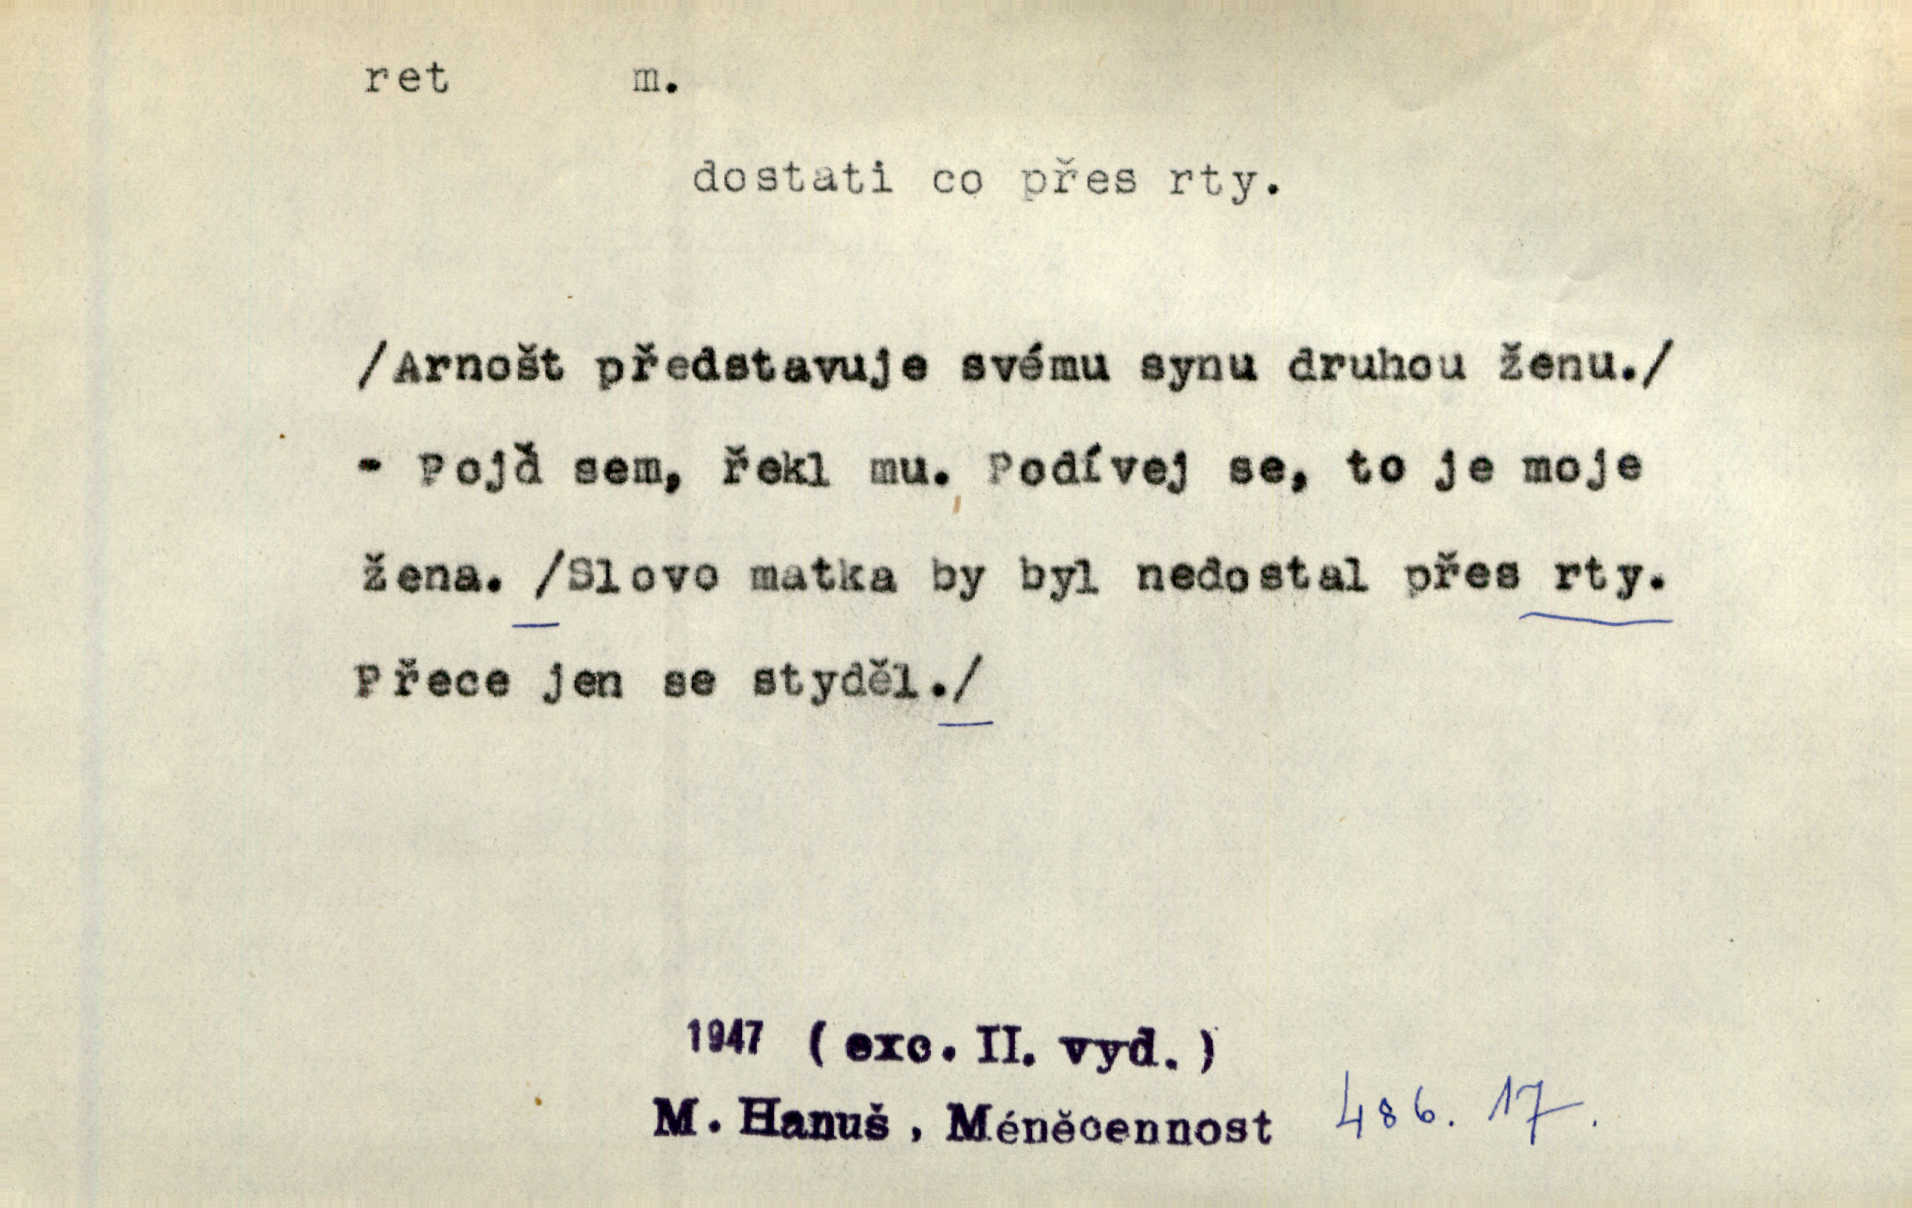 ret m.
dostati co přes rty.
/Arnošt představuje svému synu druhou ženu./
- Pojď sem, řekl mu. Podívej se, to je moje
žena. /Slovo matka by byl nedostal přes rty.
Přece jen se styděl./
1947 (exc. II. vyd.)
M. Hanuš, Méněcennost 486. 17.